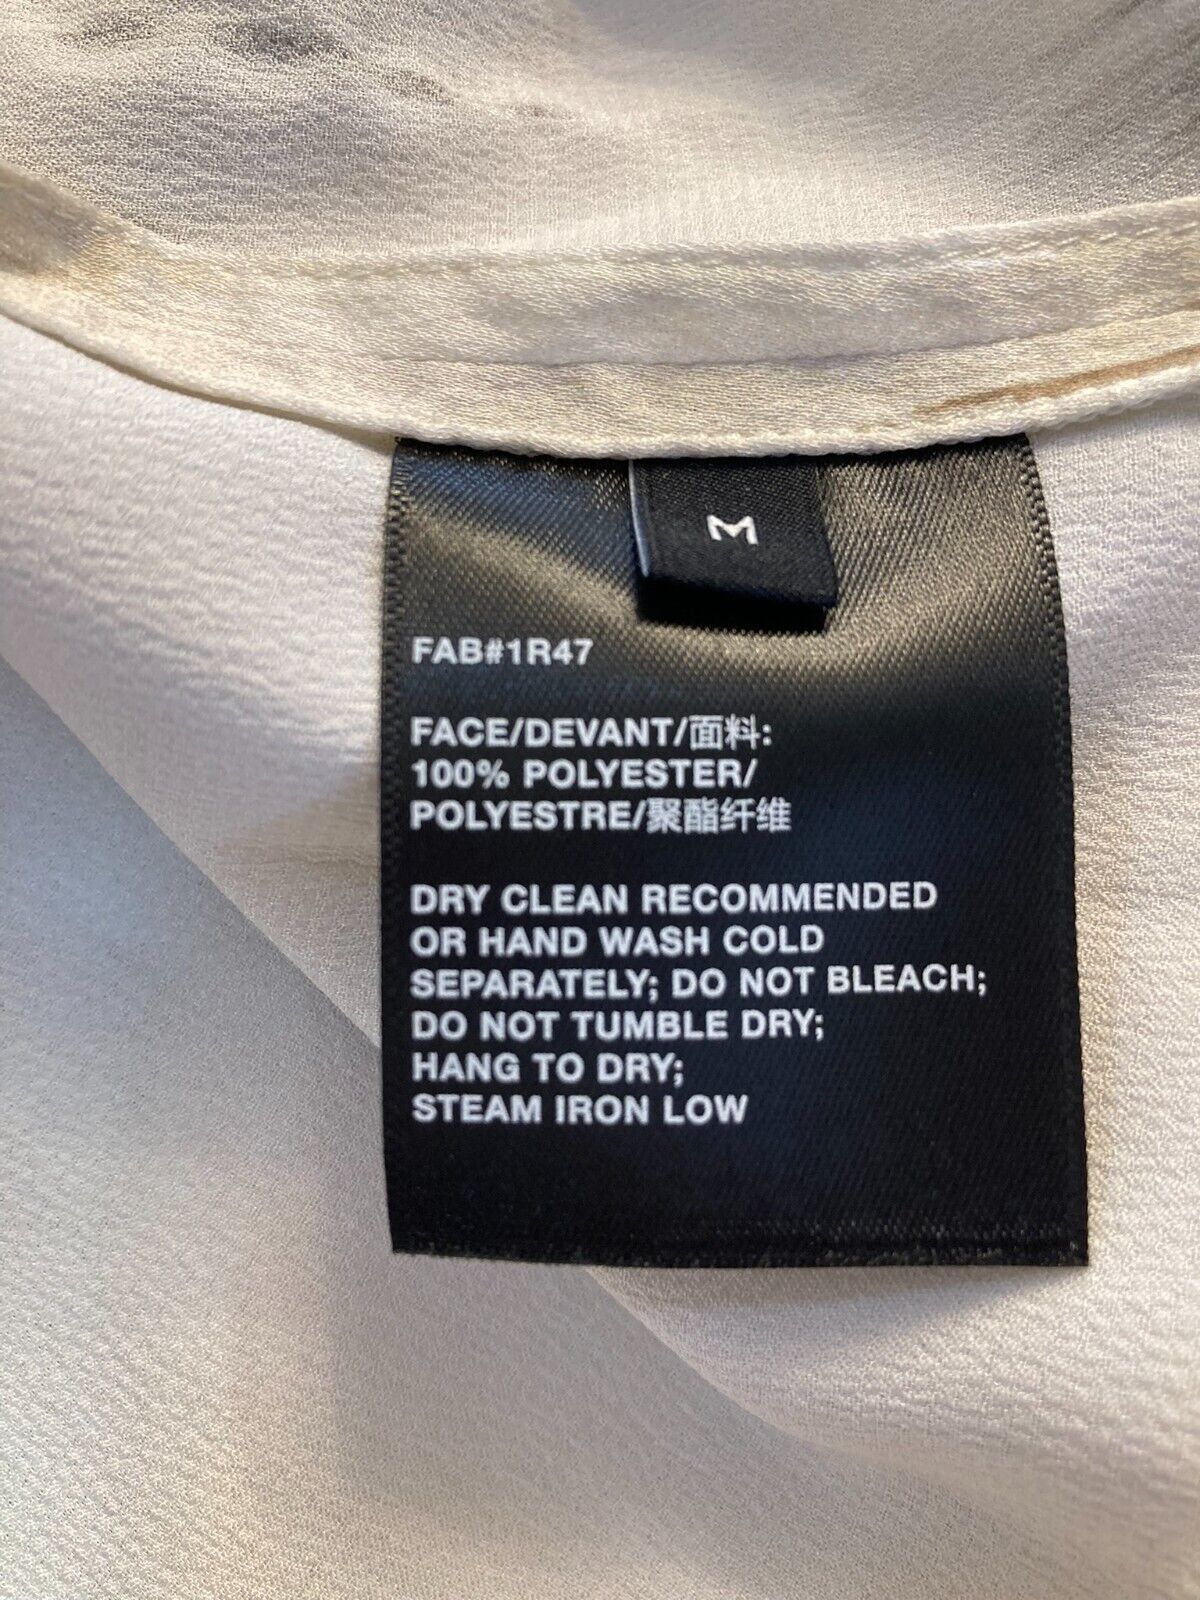 M
FAB#1R47
FACE/DEVANT/面料:
100% POLYESTER/
POLYESTRE/聚酯纤维
DRY CLEAN RECOMMENDED
OR HAND WASH COLD
SEPARATELY; DO NOT BLEACH;
DO NOT TUMBLE DRY;
HANG TO DRY;
STEAM IRON LOW